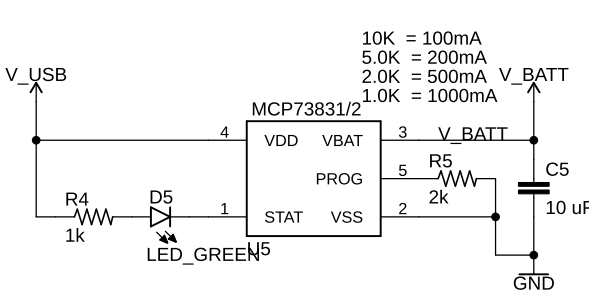 10K = 100mA
5.0K = 200mA
2.0K = 500mA
1.0K = 1000mA
V_USB
V_BATT
MCP73831/2
4
VDD
VBAT
3
V_BATT
PROG
5
R5
2k
C5
10 uF
R4
1k
D5
LED_GREEN
1
STAT
VSS
2
U5
GND